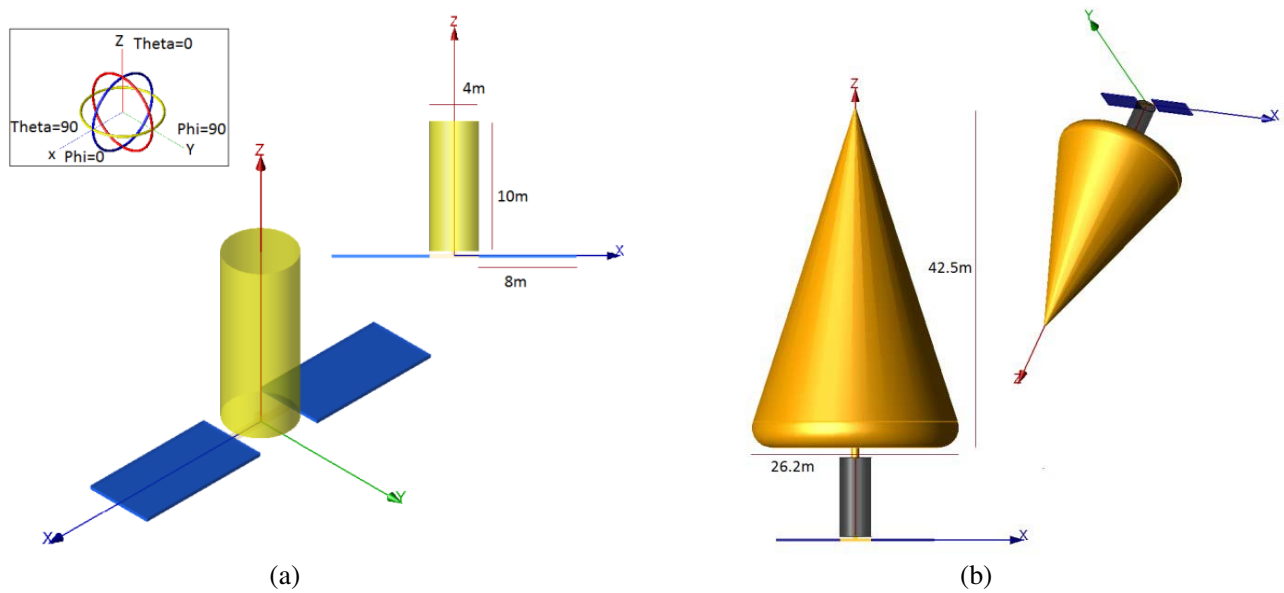 Z Theta=0
Theta=90
Phi=90
x Phi=0
Y
Z
4m
10m
X
8m
Z
X
Y
(a)
Z
42.5m
26.2m
X
Y
X
Z
(b)